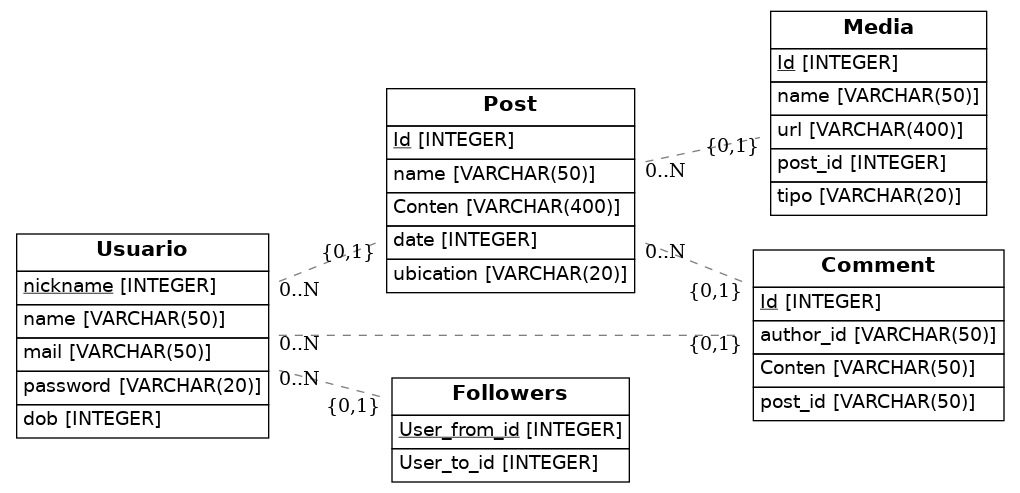 Media
Id [INTEGER]
name [VARCHAR(50)]
url [VARCHAR(400)]
post_id [INTEGER]
tipo [VARCHAR(20)]
Post
Id [INTEGER]
name [VARCHAR(50)]
Conten [VARCHAR(400)]
date [INTEGER]
ubication [VARCHAR(20)]
{0,1}
0..N
Usuario
nickname [INTEGER]
name [VARCHAR(50)]
mail [VARCHAR(50)]
password [VARCHAR(20)]
dob [INTEGER]
{0,1}
0..N
0..N
{0,1}
0..N
{0,1}
0..N
{0,1}
Comment
Id [INTEGER]
author_id [VARCHAR(50)]
Conten [VARCHAR(50)]
post_id [VARCHAR(50)]
Followers
User_from_id [INTEGER]
User_to_id [INTEGER]